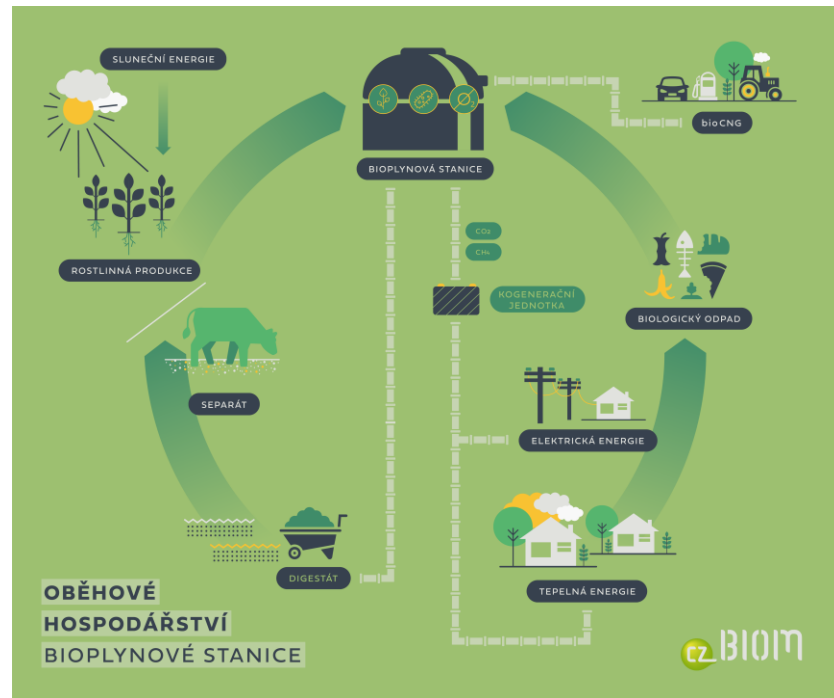 SLUNEČNÍ ENERGIE
BIOPLYNOVÁ STANICE
bioCNG
ROSTLINNÁ PRODUKCE
CO₂
CH₄
KOGENERAČNÍ
JEDNOTKA
BIOLOGICKÝ ODPAD
SEPARÁT
ELEKTRICKÁ ENERGIE
DIGESTÁT
TEPELNÁ ENERGIE
OBĚHOVÉ
HOSPODÁŘSTVÍ
BIOPLYNOVÉ STANICE
CZ BIOM